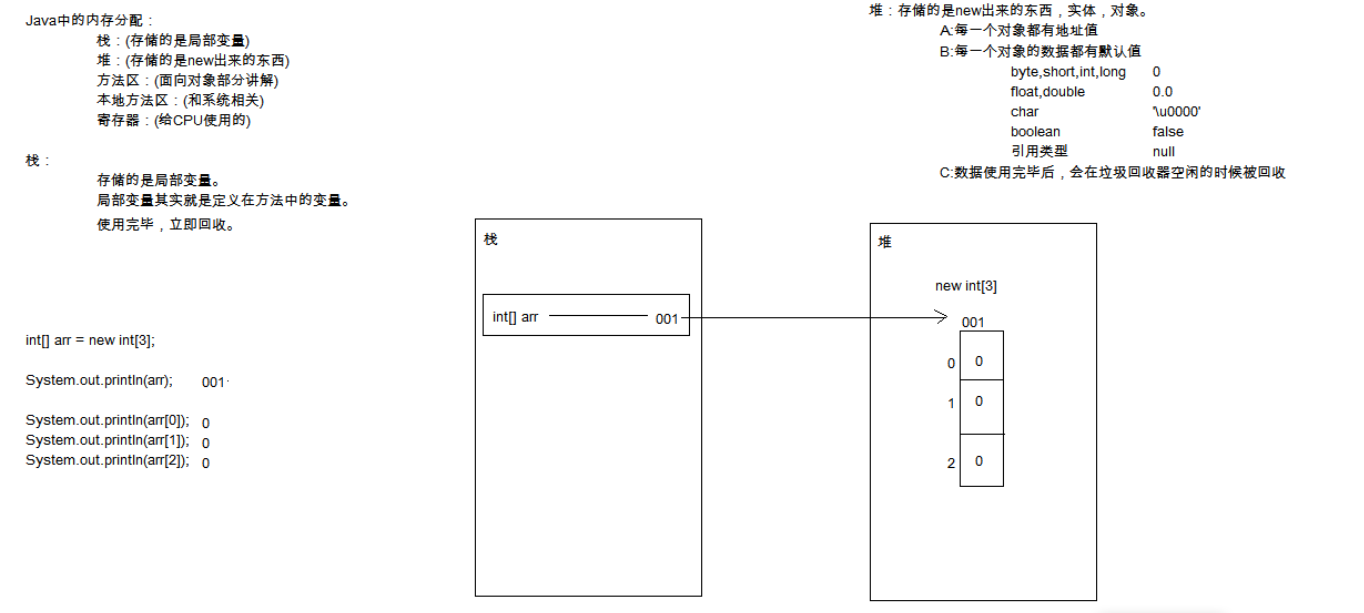 Java中的内存分配：
栈：(存储的是局部变量)
堆：(存储的是new出来的东西)
方法区：(面向对象部分讲解)
本地方法区：(和系统相关)
寄存器：(给CPU使用的)
栈：
存储的是局部变量。
局部变量其实就是定义在方法中的变量。
使用完毕，立即回收。
int[] arr = new int[3];
System.out.println(arr); 001
System.out.println(arr[0]); 0
System.out.println(arr[1]); 0
System.out.println(arr[2]); 0
栈
int[] arr 001
堆：存储的是new出来的东西，实体，对象。
A:每一个对象都有地址值
B:每一个对象的数据都有默认值
byte,short,int,long 0
float,double 0.0
char '\u0000'
boolean false
引用类型 null
C:数据使用完毕后，会在垃圾回收器空闲的时候被回收
堆
new int[3]
001
0 0
1 0
2 0